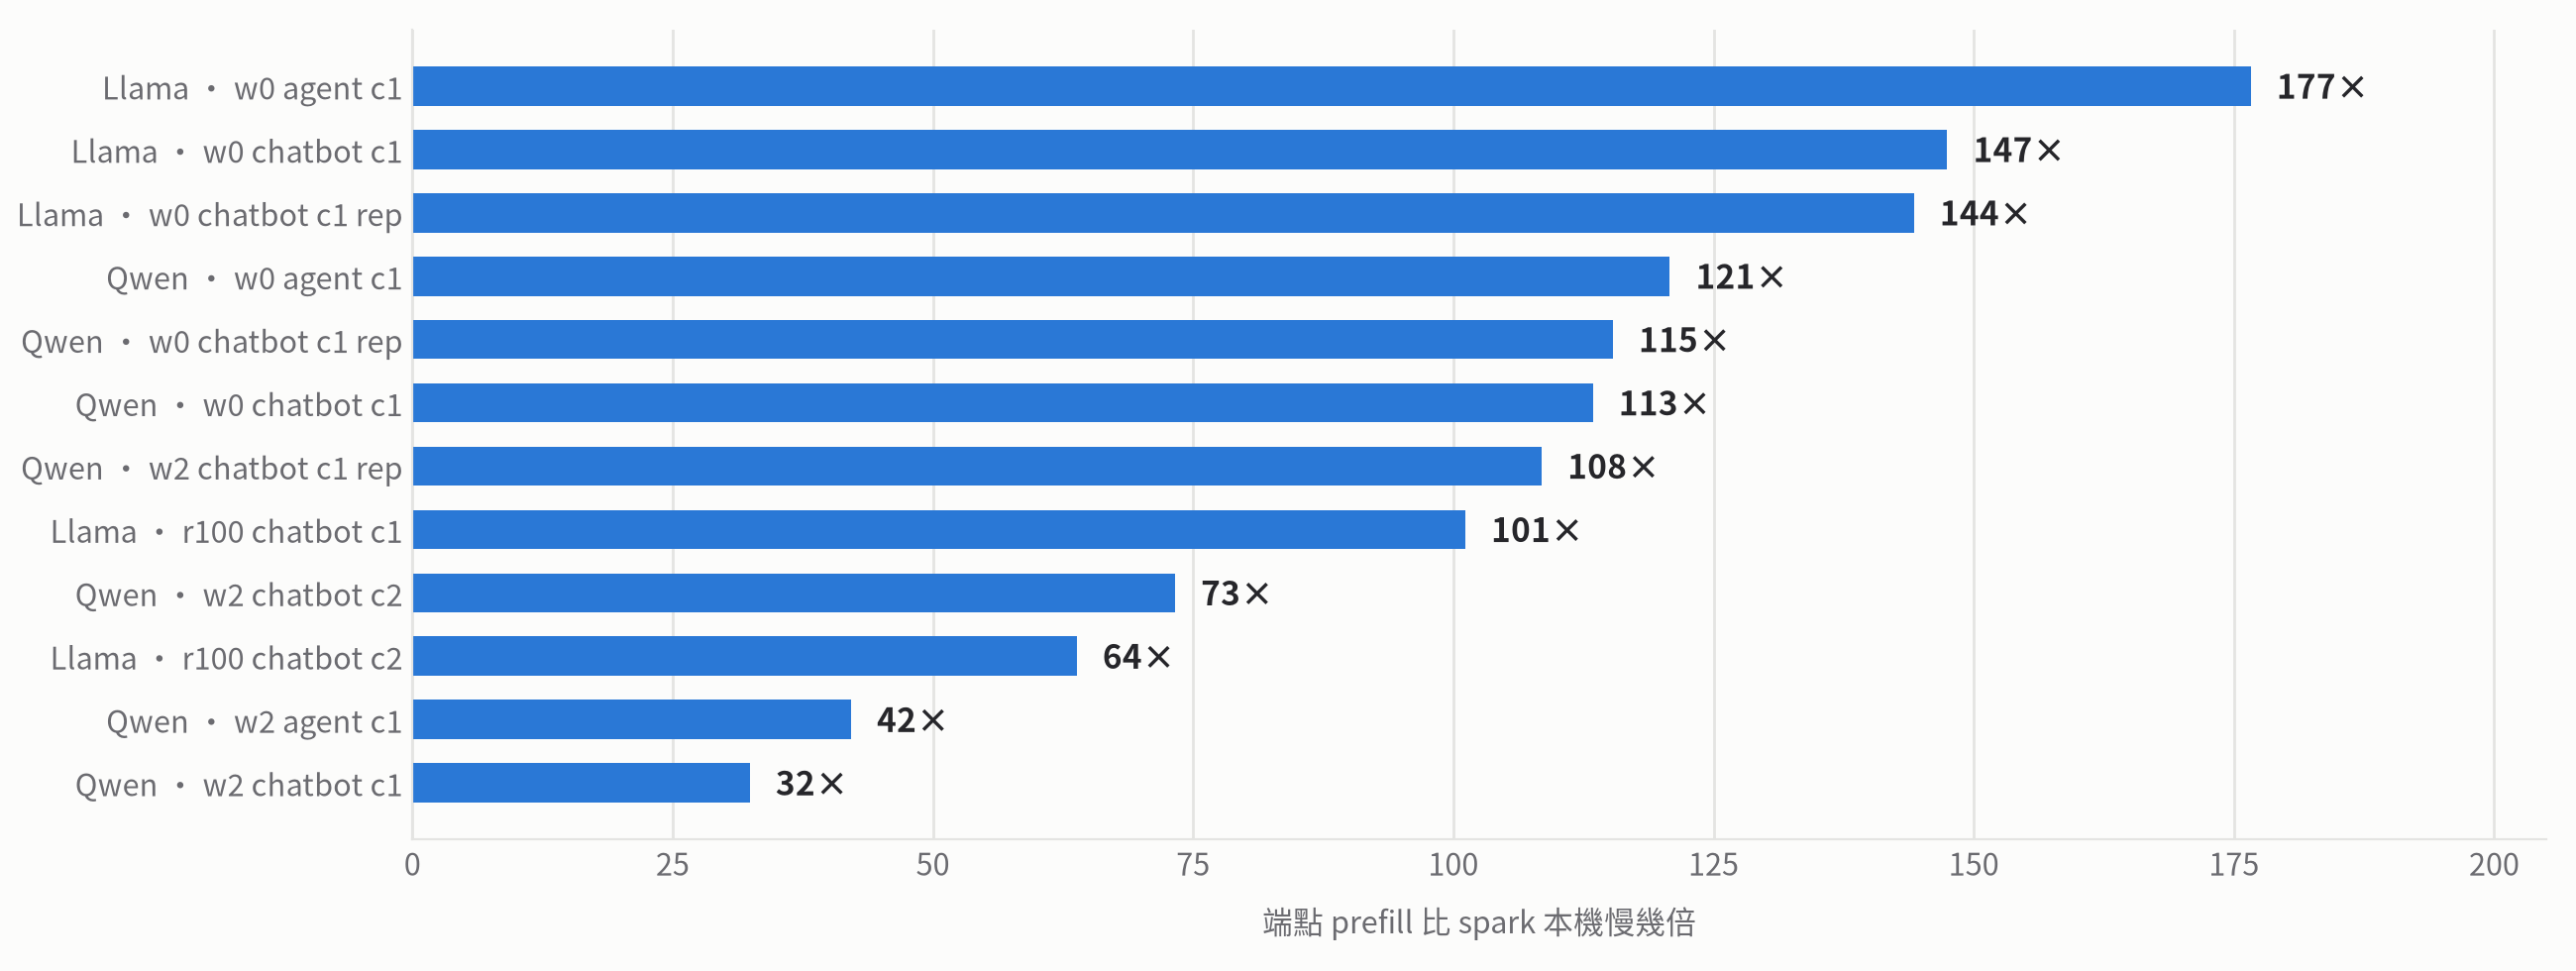 Llama · w0 agent c1 177×
Llama · w0 chatbot c1 147×
Llama · w0 chatbot c1 rep 144×
Qwen · w0 agent c1 121×
Qwen · w0 chatbot c1 rep 115×
Qwen · w0 chatbot c1 113×
Qwen · w2 chatbot c1 rep 108×
Llama · r100 chatbot c1 101×
Qwen · w2 chatbot c2 73×
Llama · r100 chatbot c2 64×
Qwen · w2 agent c1 42×
Qwen · w2 chatbot c1 32×
0 25 50 75 100 125 150 175 200
端點 prefill 比 spark 本機慢幾倍